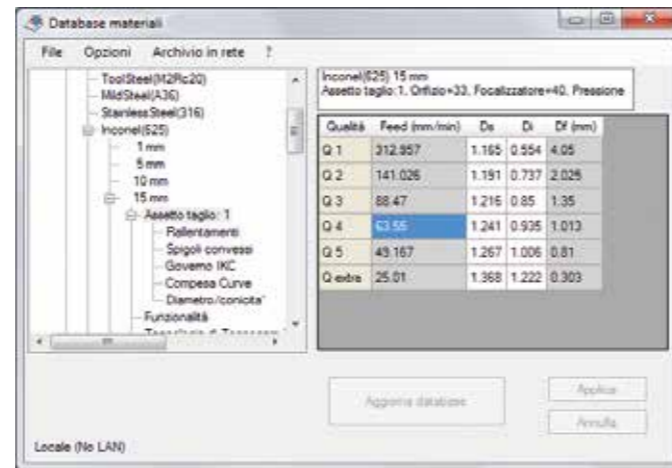 Database materiali
File Opzioni Archivio in rete ?
ToolSteel(M2Rc20)
MildSteel(A36)
StainlessSteel(316)
Inconel(625)
1 mm
5 mm
10 mm
15 mm
Assetto taglio: 1
Rallentamenti
Spigoli convessi
Governo IKC
Compesa Curve
Diametro/conicita'
Funzionalità
Inconel(625) 15 mm
Assetto taglio:1, Orifizio=33, Focalizzatore=40, Pressione
Qualità Feed (mm/min) Ds Di Df (mm)
Q 1 312.957 1.165 0.554 4.05
Q 2 141.026 1.191 0.737 2.025
Q 3 88.47 1.216 0.85 1.35
Q 4 63.55 1.241 0.935 1.013
Q 5 49.167 1.267 1.006 0.81
Q extra 25.01 1.368 1.222 0.303
Aggiorna database
Applica
Annulla
Locale (No LAN)